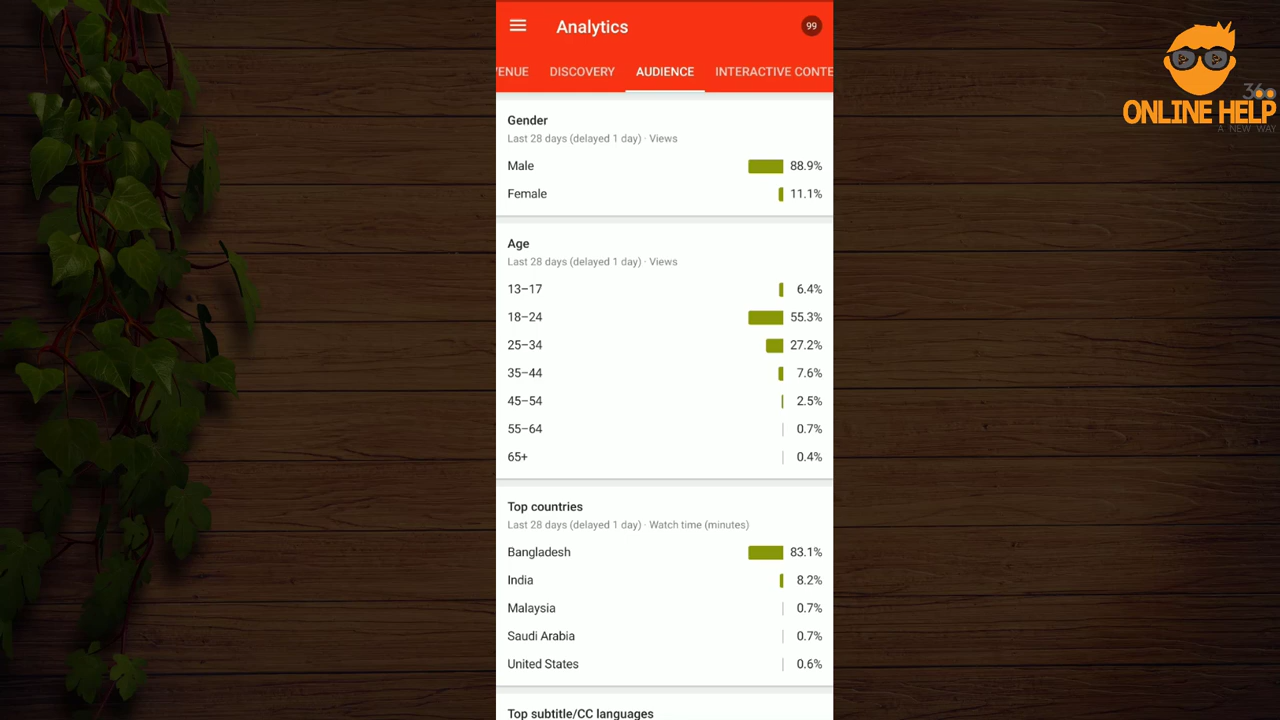 Analytics
99
ENUE DISCOVERY AUDIENCE INTERACTIVE CONTE
Gender
Last 28 days (delayed 1 day) · Views
Male 88.9%
Female 11.1%
Age
Last 28 days (delayed 1 day) · Views
13–17 6.4%
18–24 55.3%
25–34 27.2%
35–44 7.6%
45–54 2.5%
55–64 0.7%
65+ 0.4%
Top countries
Last 28 days (delayed 1 day) · Watch time (minutes)
Bangladesh 83.1%
India 8.2%
Malaysia 0.7%
Saudi Arabia 0.7%
United States 0.6%
Top subtitle/CC languages
360
ONLINE HELP
A NEW WAY